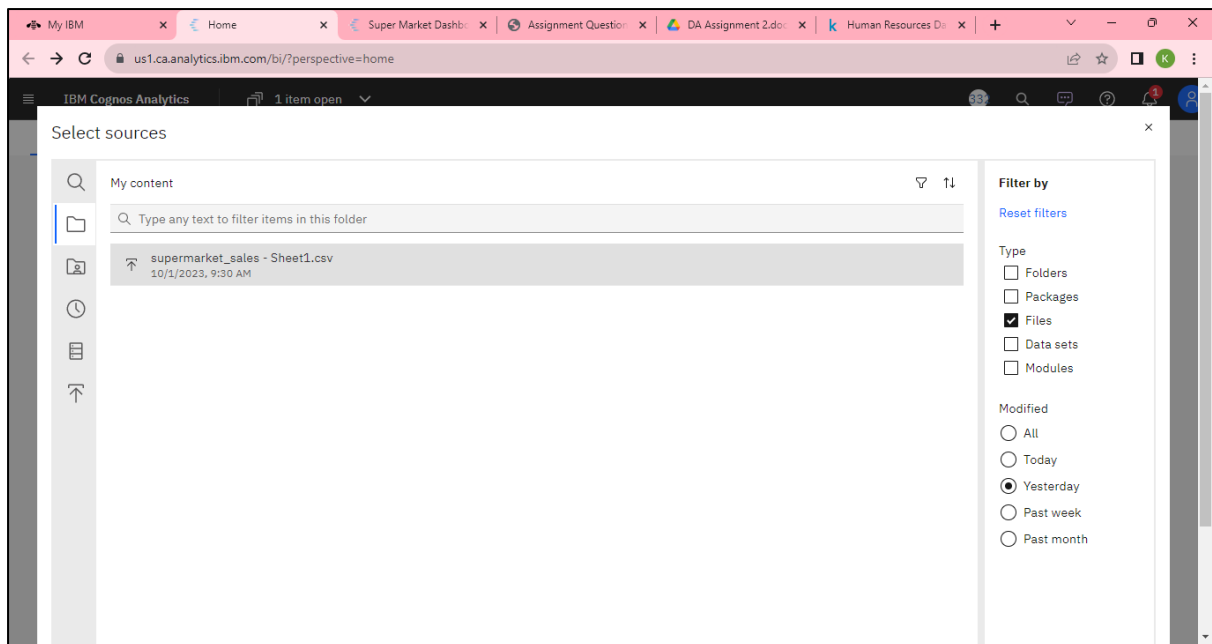 My IBM
Home
Super Market Dashbo
Assignment Question
DA Assignment 2.doc
Human Resources Da
us1.ca.analytics.ibm.com/bi/?perspective=home
K
IBM Cognos Analytics
1 item open
1
Select sources
My content
Type any text to filter items in this folder
supermarket_sales - Sheet1.csv
10/1/2023, 9:30 AM
Filter by
Reset filters
Type
Folders
Packages
Files
Data sets
Modules
Modified
All
Today
Yesterday
Past week
Past month